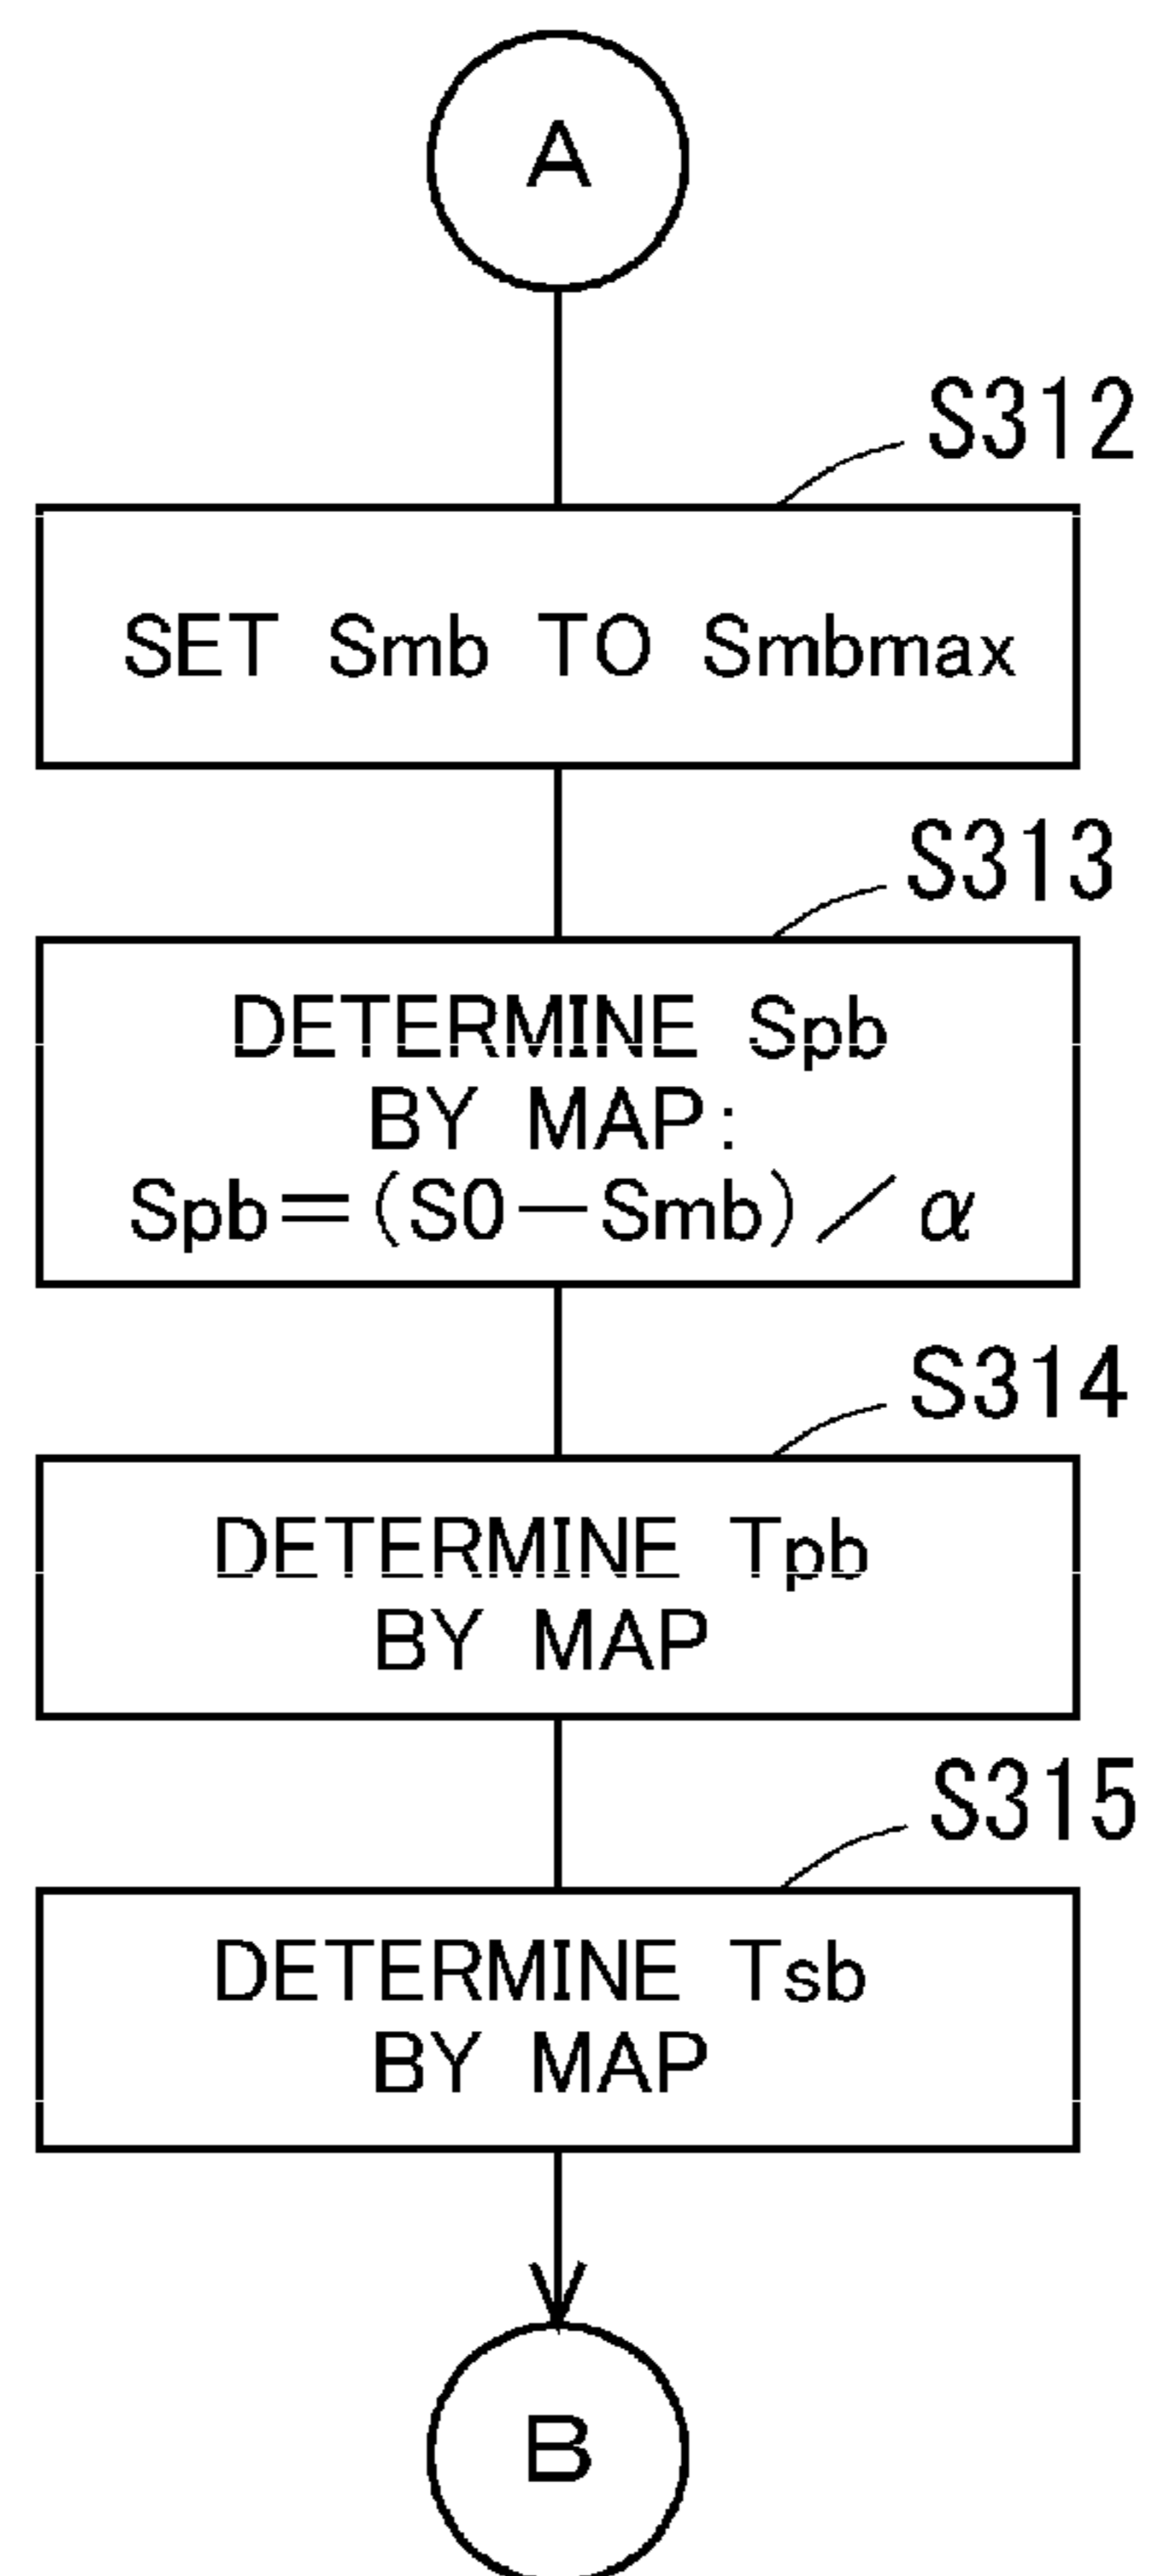 A
S312
SET Smb TO Smbmax
S313
DETERMINE Spb
BY MAP:
Spb=(S0-Smb)/α
S314
DETERMINE Tpb
BY MAP
S315
DETERMINE Tsb
BY MAP
B